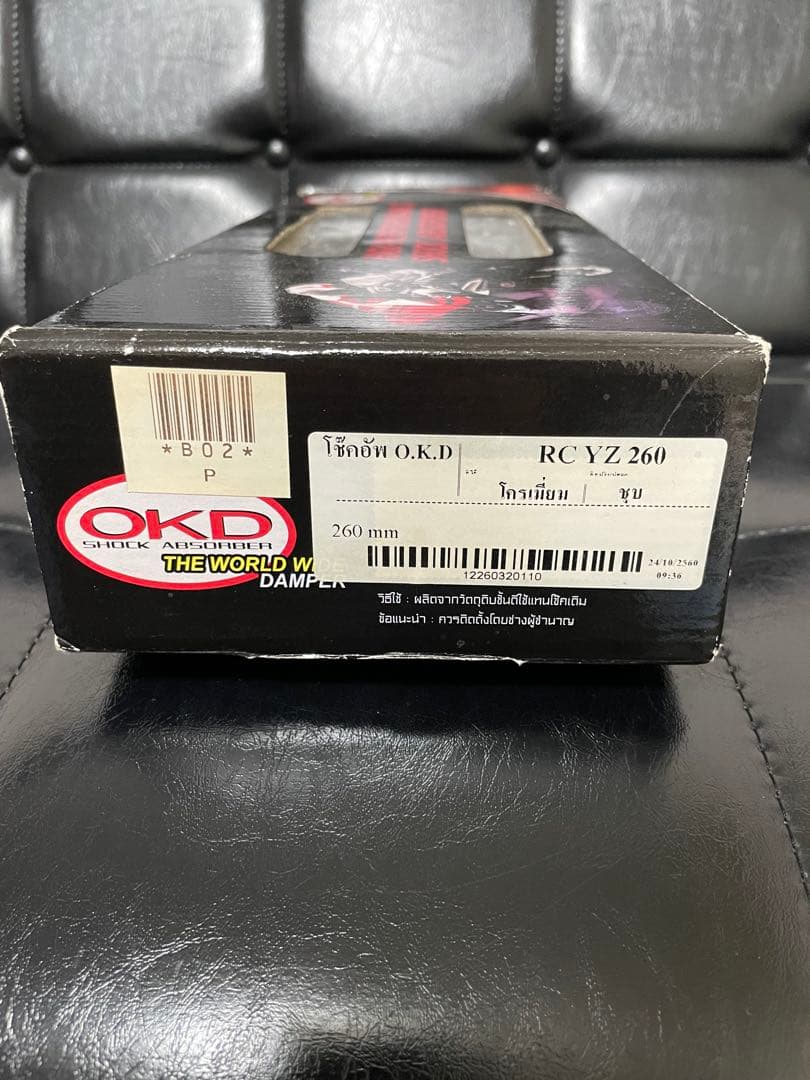 *B02*
P
OKD
SHOCK ABSORBER
THE WORLD WIDE
DAMPER
โช๊คอัพ O.K.D
RC YZ 260
โครเมี่ยม
ชุบ
260 mm
12260320110
24/10/2560
09:36
วิธีใช้ : ผลิตจากวัตถุดิบชั้นดีใช้แทนโช๊คเดิม
ข้อแนะนำ : ควรติดตั้งโดยช่างผู้ชำนาญ